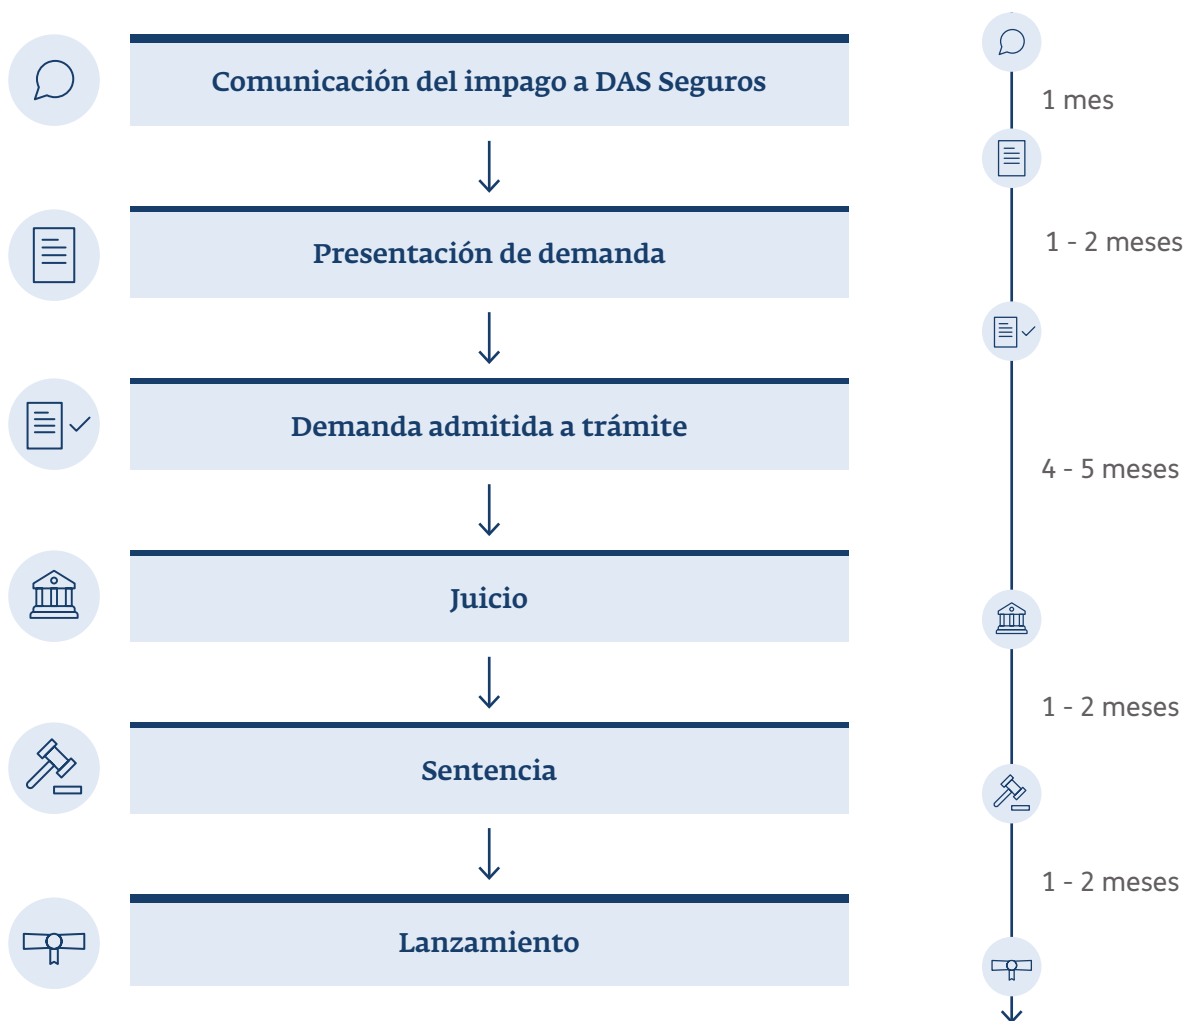 Comunicación del impago a DAS Seguros
1 mes
Presentación de demanda
1 - 2 meses
Demanda admitida a trámite
4 - 5 meses
Juicio
1 - 2 meses
Sentencia
1 - 2 meses
Lanzamiento